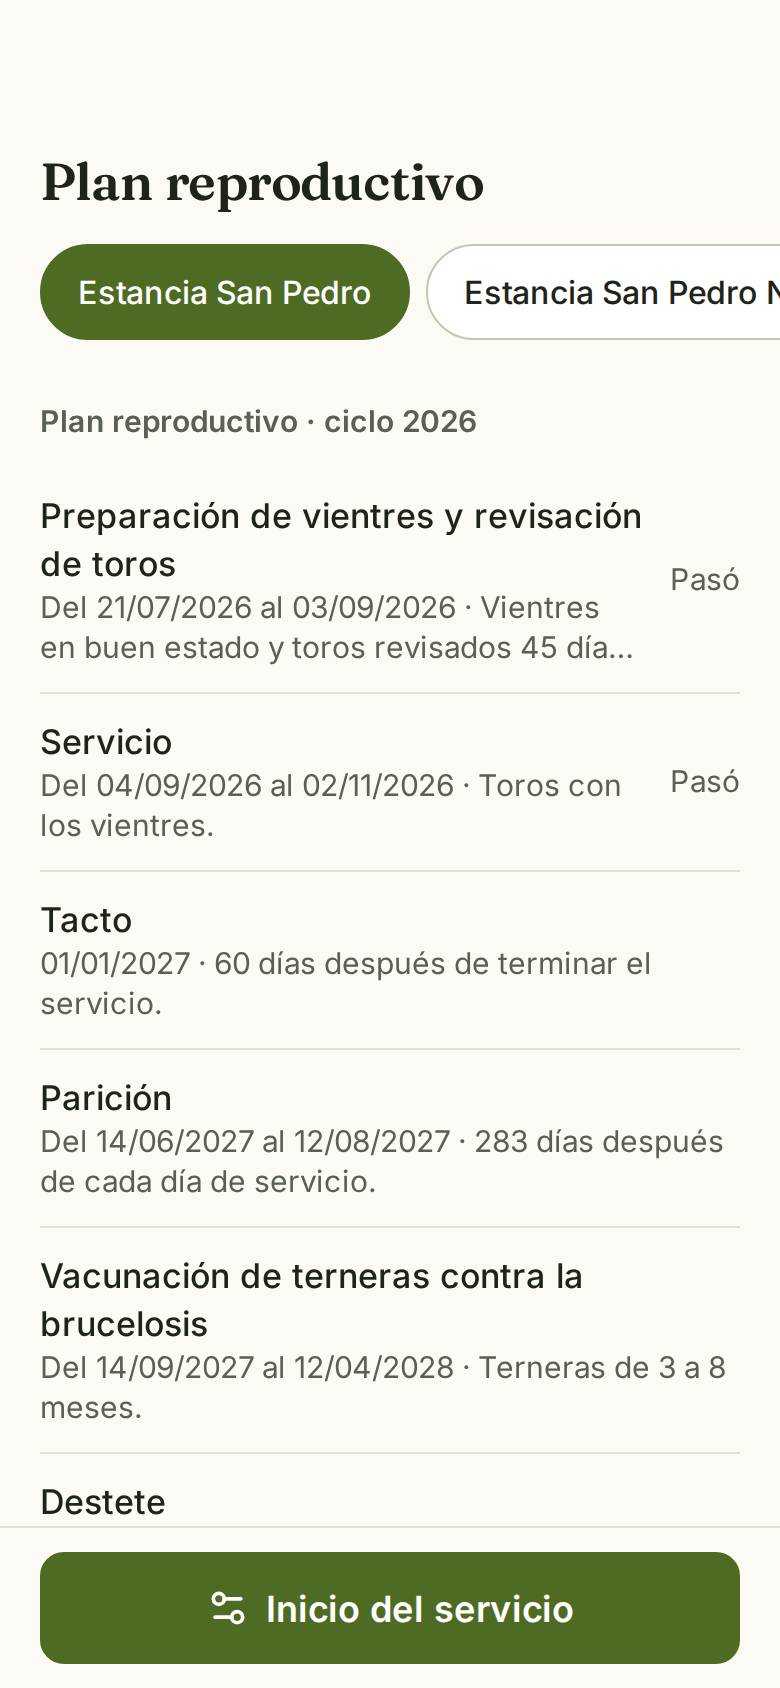 Plan reproductivo
Estancia San Pedro
Estancia San Pedro
Plan reproductivo · ciclo 2026
Preparación de vientres y revisación
de toros
Del 21/07/2026 al 03/09/2026 · Vientres
en buen estado y toros revisados 45 día...
Pasó
Servicio
Del 04/09/2026 al 02/11/2026 · Toros con
los vientres.
Pasó
Tacto
01/01/2027 · 60 días después de terminar el
servicio.
Parición
Del 14/06/2027 al 12/08/2027 · 283 días después
de cada día de servicio.
Vacunación de terneras contra la
brucelosis
Del 14/09/2027 al 12/04/2028 · Terneras de 3 a 8
meses.
Destete
Inicio del servicio